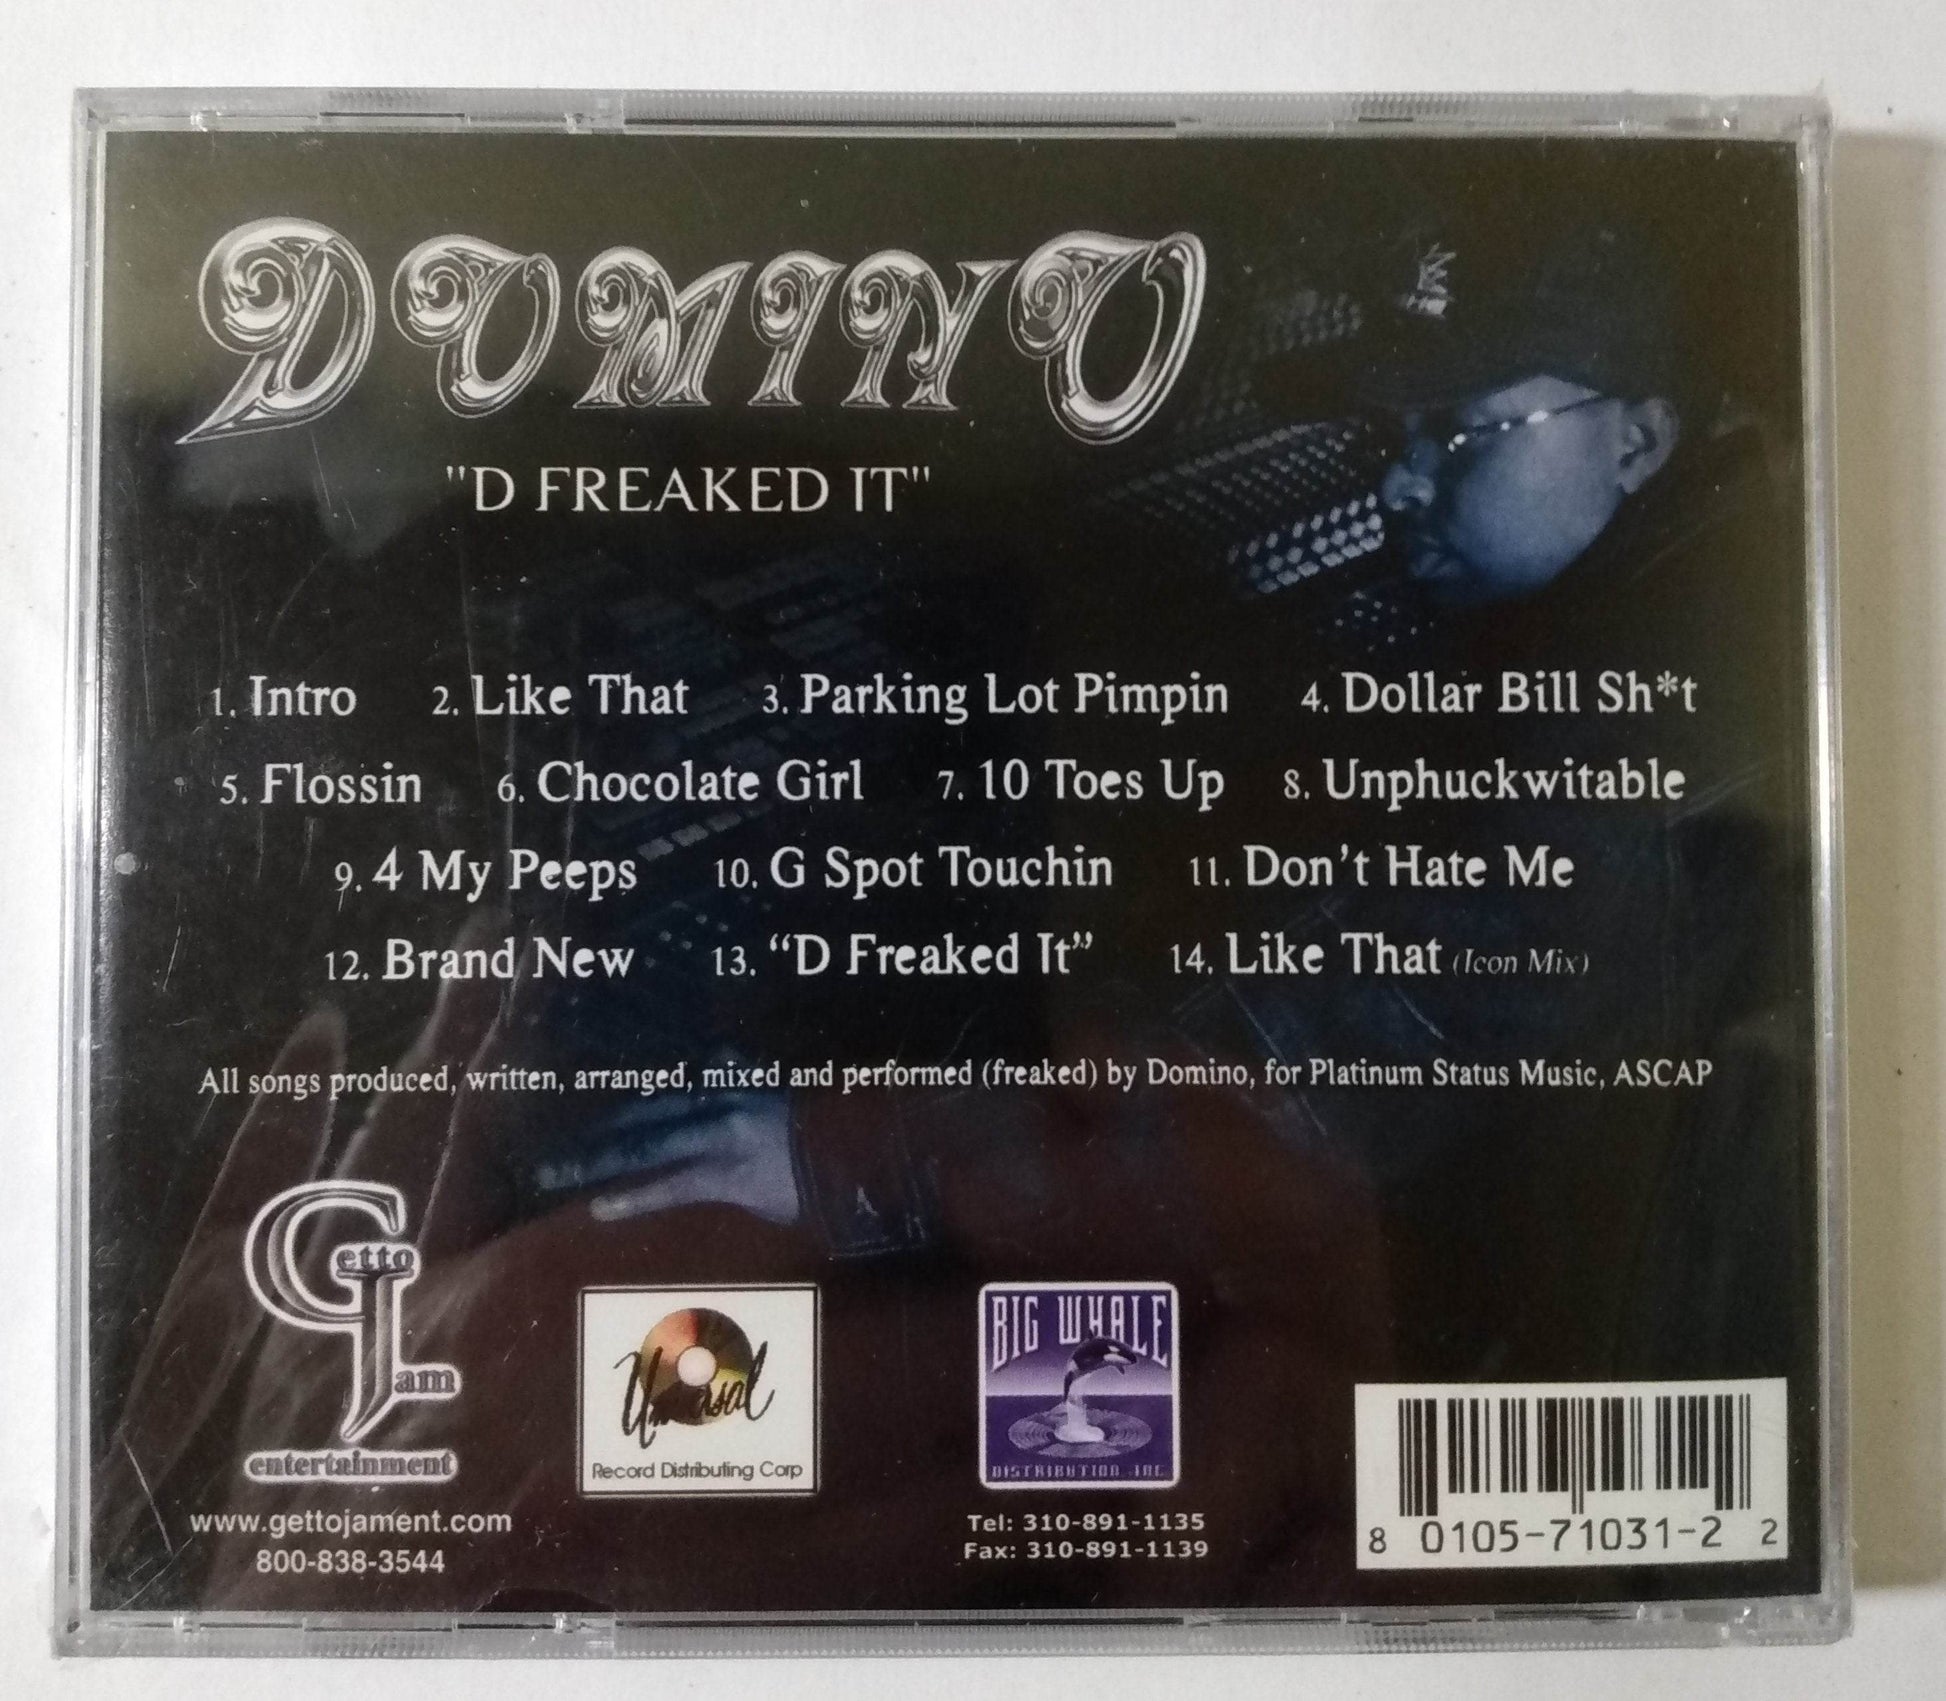 DOMINO
"D FREAKED IT"
1. Intro 2. Like That 3. Parking Lot Pimpin 4. Dollar Bill Sh*t
5. Flossin 6. Chocolate Girl 7. 10 Toes Up 8. Unphuckwitable
9. 4 My Peeps 10. G Spot Touchin 11. Don't Hate Me
12. Brand New 13. “D Freaked It” 14. Like That (Icon Mix)
All songs produced, written, arranged, mixed and performed (freaked) by Domino, for Platinum Status Music, ASCAP
Getto
Jam
entertainment
www.gettojament.com
800-838-3544
Universal
Record Distributing Corp
BIG WHALE
DISTRIBUTION INC
Tel: 310-891-1135
Fax: 310-891-1139
8 0105-71031-2 2